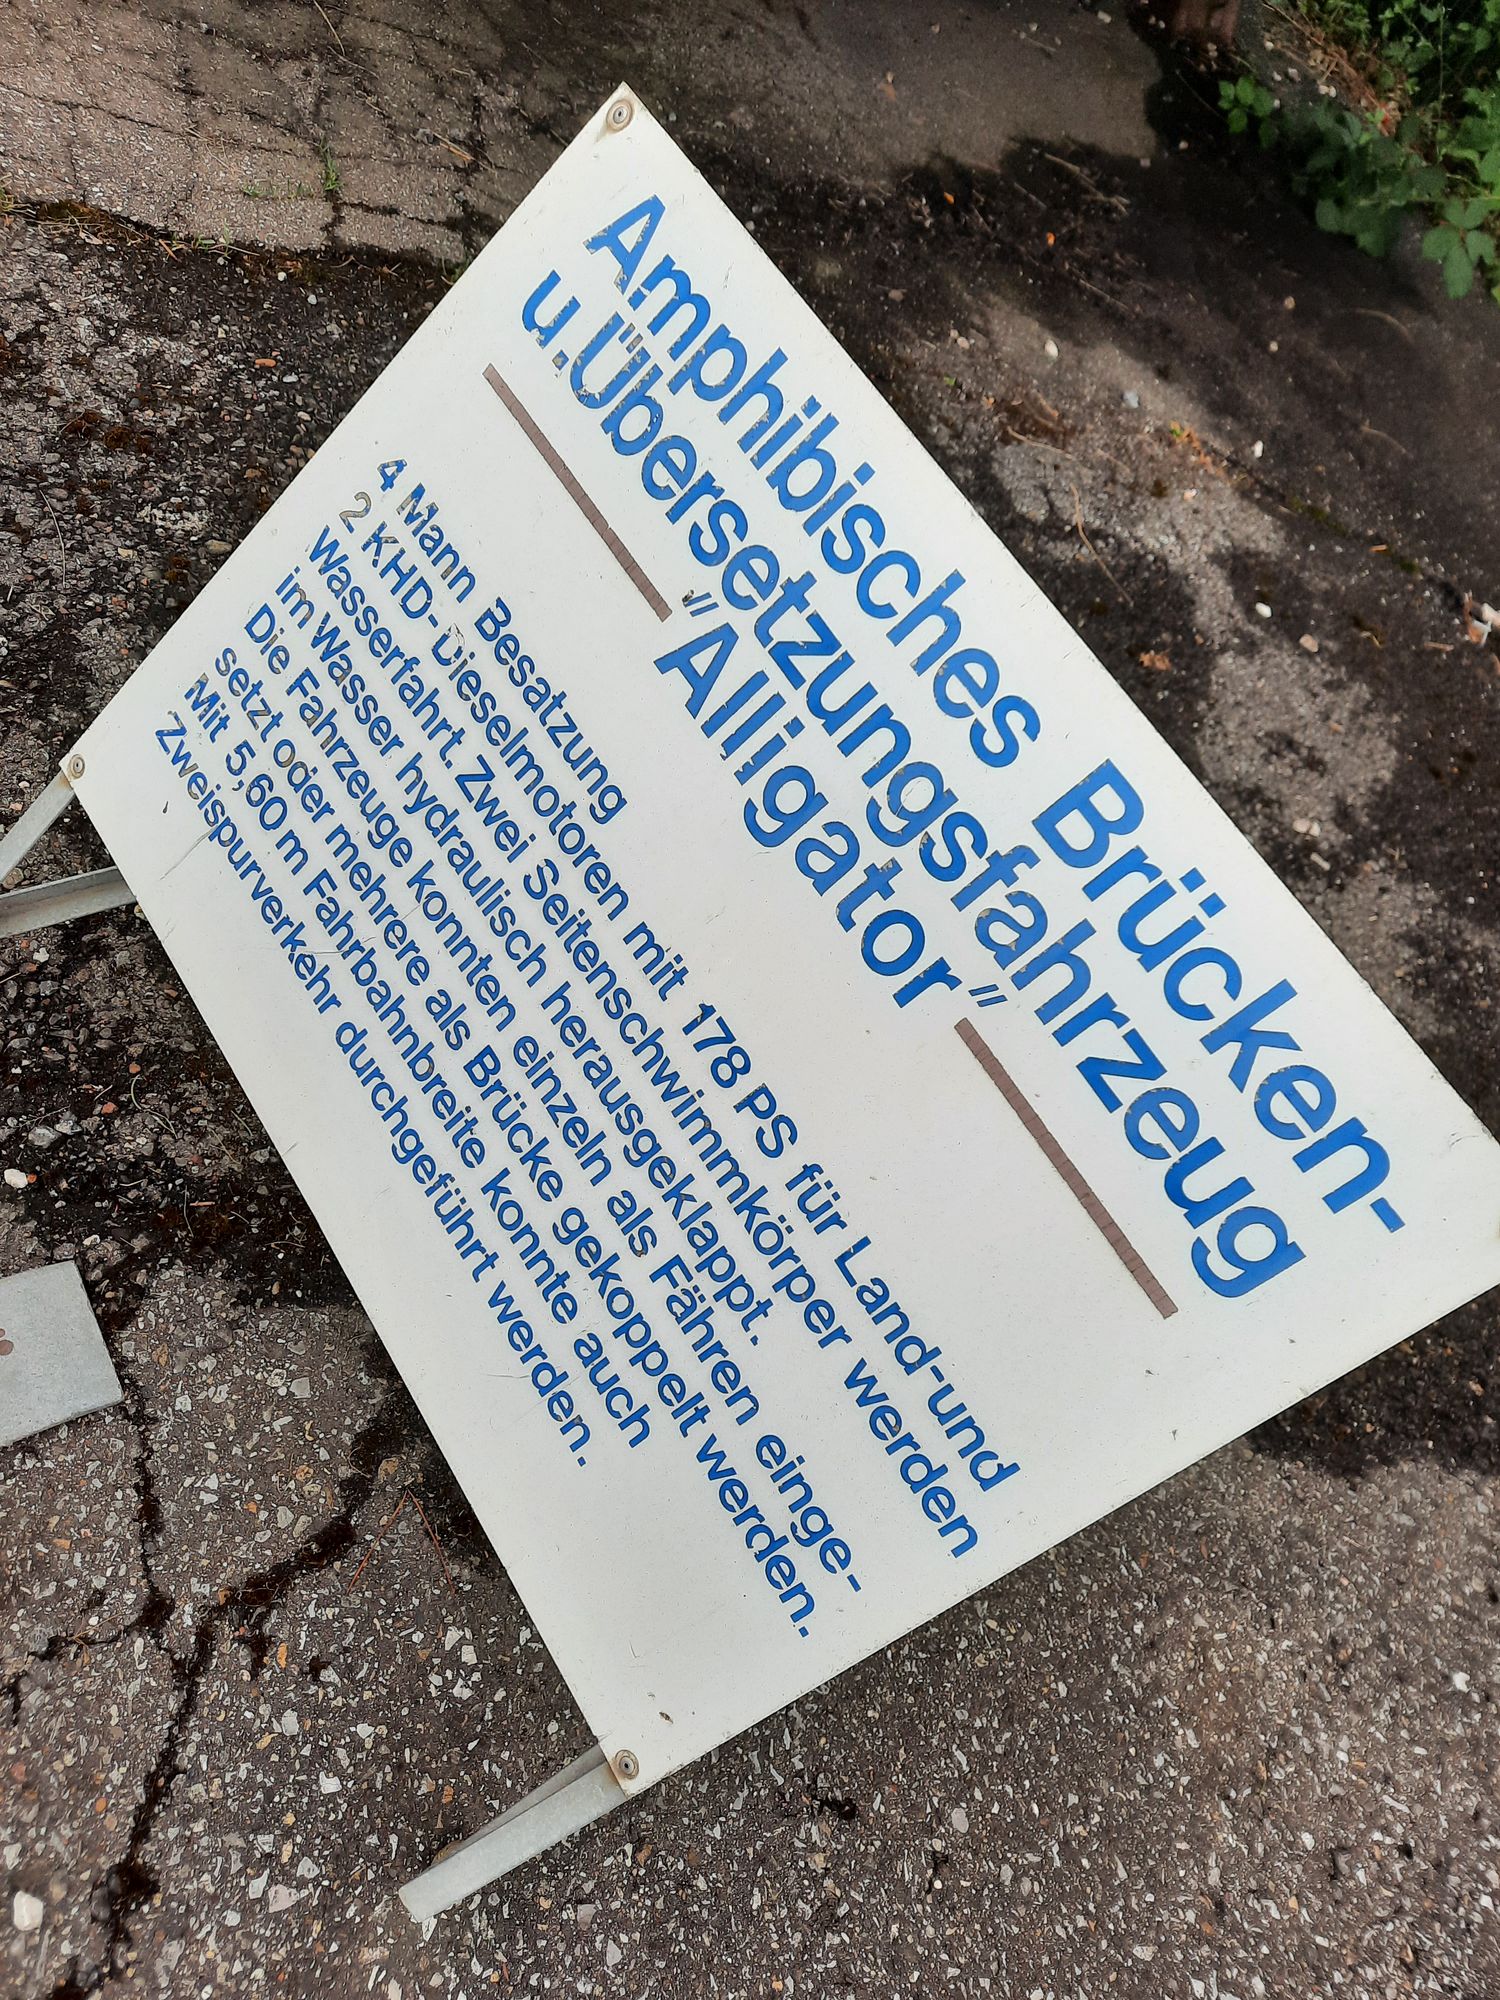 Amphibisches Brücken-
u. Übersetzungsfahrzeug
"Alligator"
4 Mann Besatzung
2 KHD-Dieselmotoren mit 178 PS für Land-und
Wasserfahrt. Zwei Seitenschwimmkörper werden
im Wasser hydraulisch herausgeklappt.
Die Fahrzeuge konnten einzeln als Fähren einge-
setzt oder mehrere als Brücke gekoppelt werden.
Mit 5,60 m Fahrbahnbreite konnte auch
Zweispurverkehr durchgeführt werden.